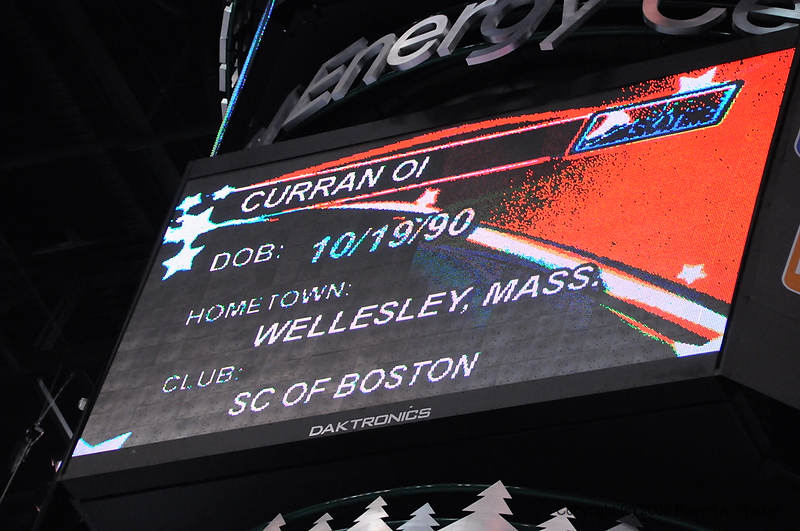 Energy Ce
CURRAN OI
DOB: 10/19/90
HOMETOWN:
WELLESLEY, MASS.
CLUB:
SC OF BOSTON
DAKTRONICS